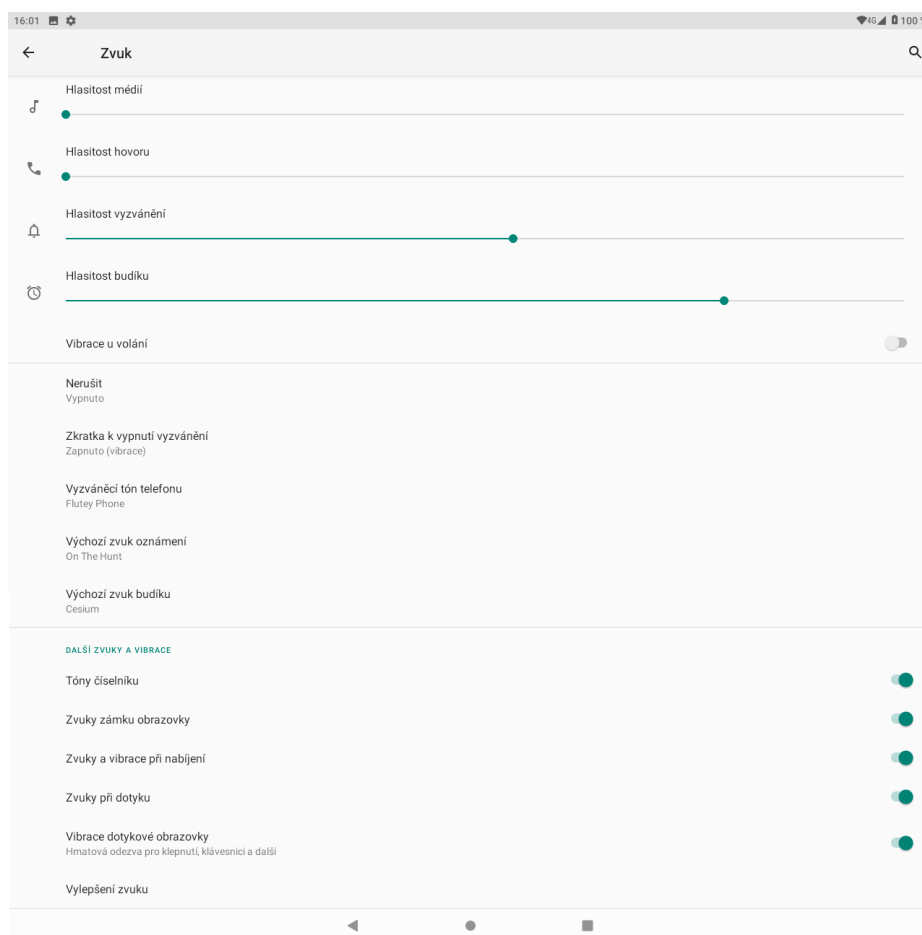 16:01 4G 100
Zvuk
Hlasitost médií
Hlasitost hovoru
Hlasitost vyzvánění
Hlasitost budíku
Vibrace u volání
Nerušit
Vypnuto
Zkratka k vypnutí vyzvánění
Zapnuto (vibrace)
Vyzváněcí tón telefonu
Flutey Phone
Výchozí zvuk oznámení
On The Hunt
Výchozí zvuk budíku
Cesium
DALŠÍ ZVUKY A VIBRACE
Tóny číselníku
Zvuky zámku obrazovky
Zvuky a vibrace při nabíjení
Zvuky při dotyku
Vibrace dotykové obrazovky
Hmatová odezva pro klepnutí, klávesnici a další
Vylepšení zvuku